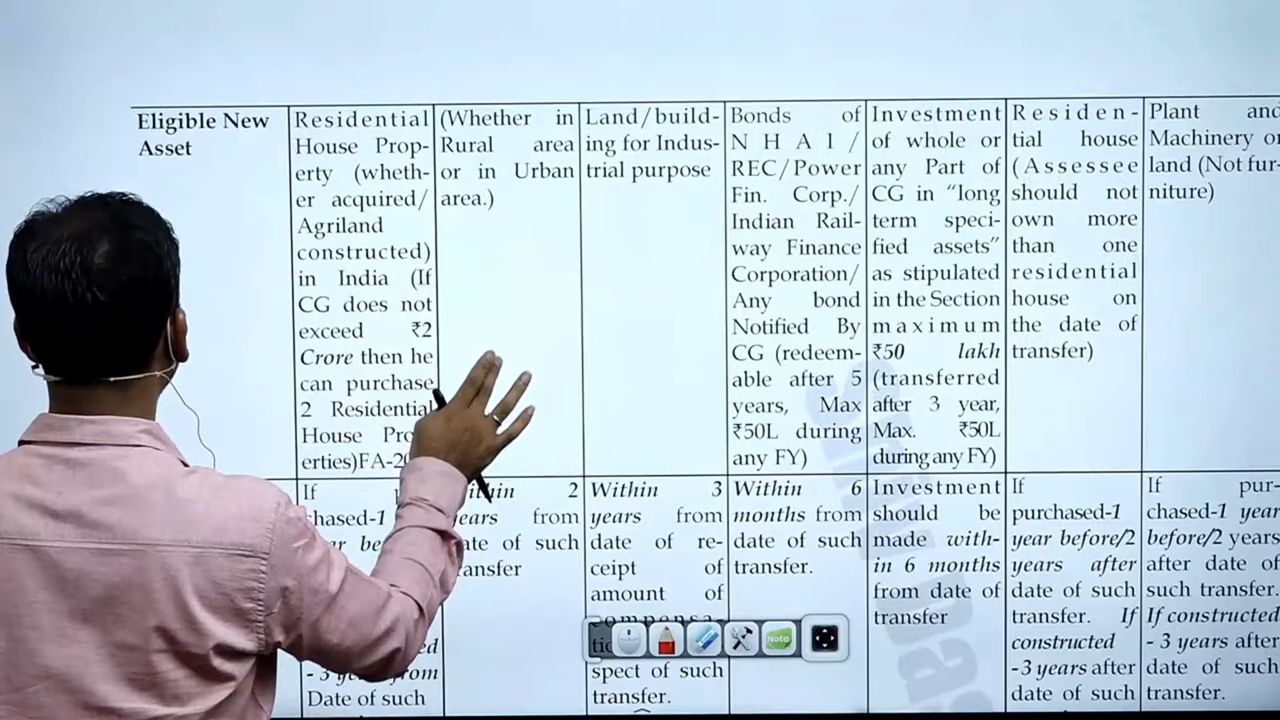 Eligible New
Asset
Residential
House Prop-
erty (wheth-
er acquired/
Agriland
constructed)
in India (If
CG does not
exceed ₹2
Crore then he
can purchase
2 Residential
House
erties)
(Whether in
Rural area
or in Urban
area.)
Land/build-
ing for Indus-
trial purpose
Bonds of
N H A I /
REC/Power
Fin. Corp./
Indian Rail-
way Finance
Corporation/
Any bond
Notified By
CG (redeem-
able after 5
years, Max
₹50L during
any FY)
Investment
of whole or
any Part of
CG in “long
term speci-
fied assets”
as stipulated
in the Section
maximum
₹50 lakh
(transferred
after 3 year,
Max. ₹50L
during any FY)
Residen-
tial house
(Assessee
should not
own more
than one
residential
house on
the date of
transfer)
Plant and
Machinery or
land (Not fur-
niture)
If
chased-1
- 3
Date of such
2
years from
date of such
Within 3
years from
date of re-
ceipt of
amount of
spect of such
transfer.
Within 6
months from
date of such
transfer.
Investment
should be
made with-
in 6 months
from date of
transfer
If
purchased-1
year before/2
years after
date of such
transfer. If
constructed
-3 years after
date of such
If pur-
chased-1 year
before/2 years
after date of
such transfer.
If constructed
- 3 years after
date of such
transfer.
Note